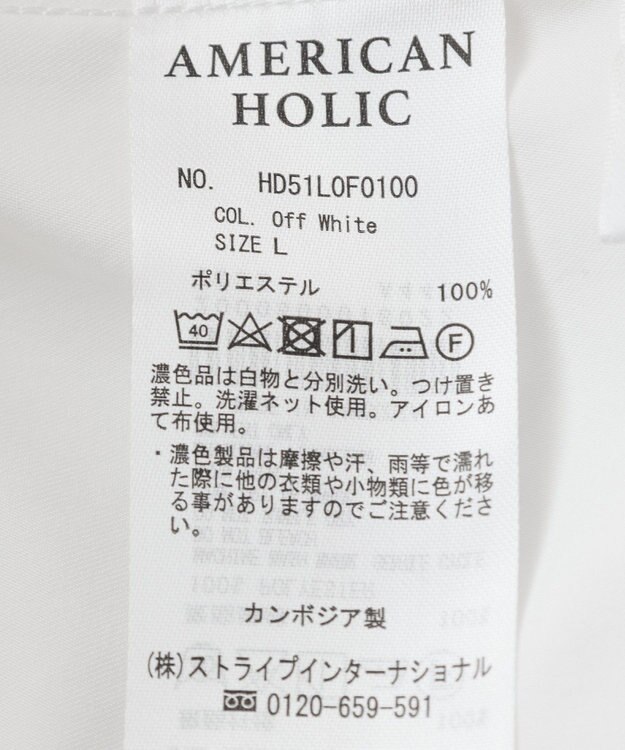 AMERICAN
HOLIC
NO. HD51L0F0100
COL. Off White
SIZE L
ポリエステル 100%
40 F
濃色品は白物と分別洗い。つけ置き
禁止。洗濯ネット使用。アイロンあ
て布使用。
・濃色製品は摩擦や汗、雨等で濡れ
た際に他の衣類や小物類に色が移
る事がありますのでご注意くださ
い。
カンボジア製
(株)ストライプインターナショナル
0120-659-591